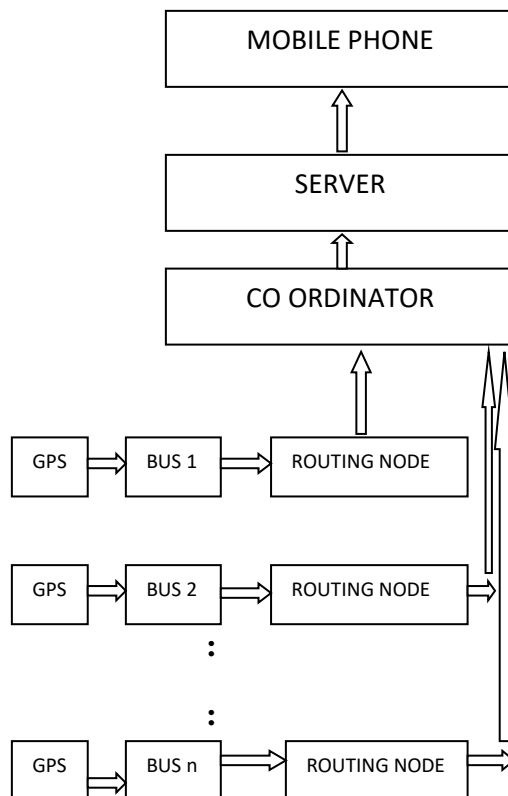 MOBILE PHONE
SERVER
CO ORDINATOR
GPS BUS 1 ROUTING NODE
GPS BUS 2 ROUTING NODE
:
:
GPS BUS n ROUTING NODE